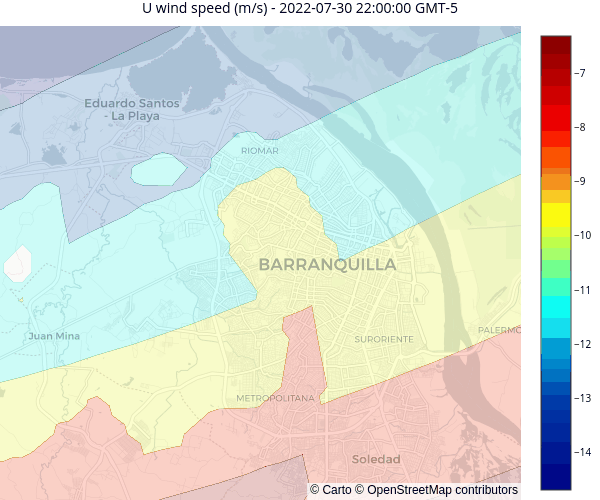 U wind speed (m/s) - 2022-07-30 22:00:00 GMT-5
Eduardo Santos
- La Playa
RIOMAR
BARRANQUILLA
Juan Mina
SURORIENTE
PALERMO
METROPOLITANA
Soledad
© Carto © OpenStreetMap contributors
−7
−8
−9
−10
−11
−12
−13
−14